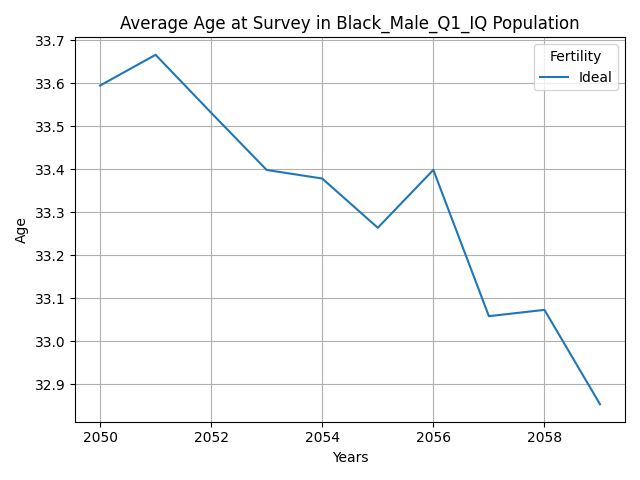 Average Age at Survey in Black_Male_Q1_IQ Population
33.7
33.6
33.5
33.4
33.3
33.2
33.1
33.0
32.9
Age
Fertility
Ideal
2050
2052
2054
2056
2058
Years